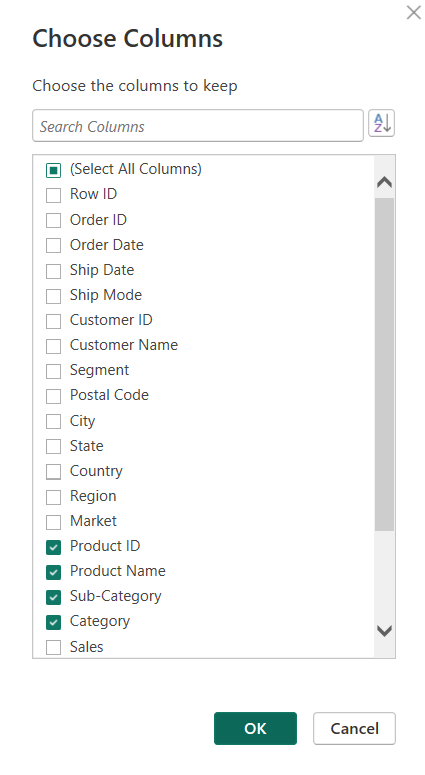 Choose Columns
Choose the columns to keep
Search Columns
A
Z
(Select All Columns)
Row ID
Order ID
Order Date
Ship Date
Ship Mode
Customer ID
Customer Name
Segment
Postal Code
City
State
Country
Region
Market
Product ID
Product Name
Sub-Category
Category
Sales
OK Cancel